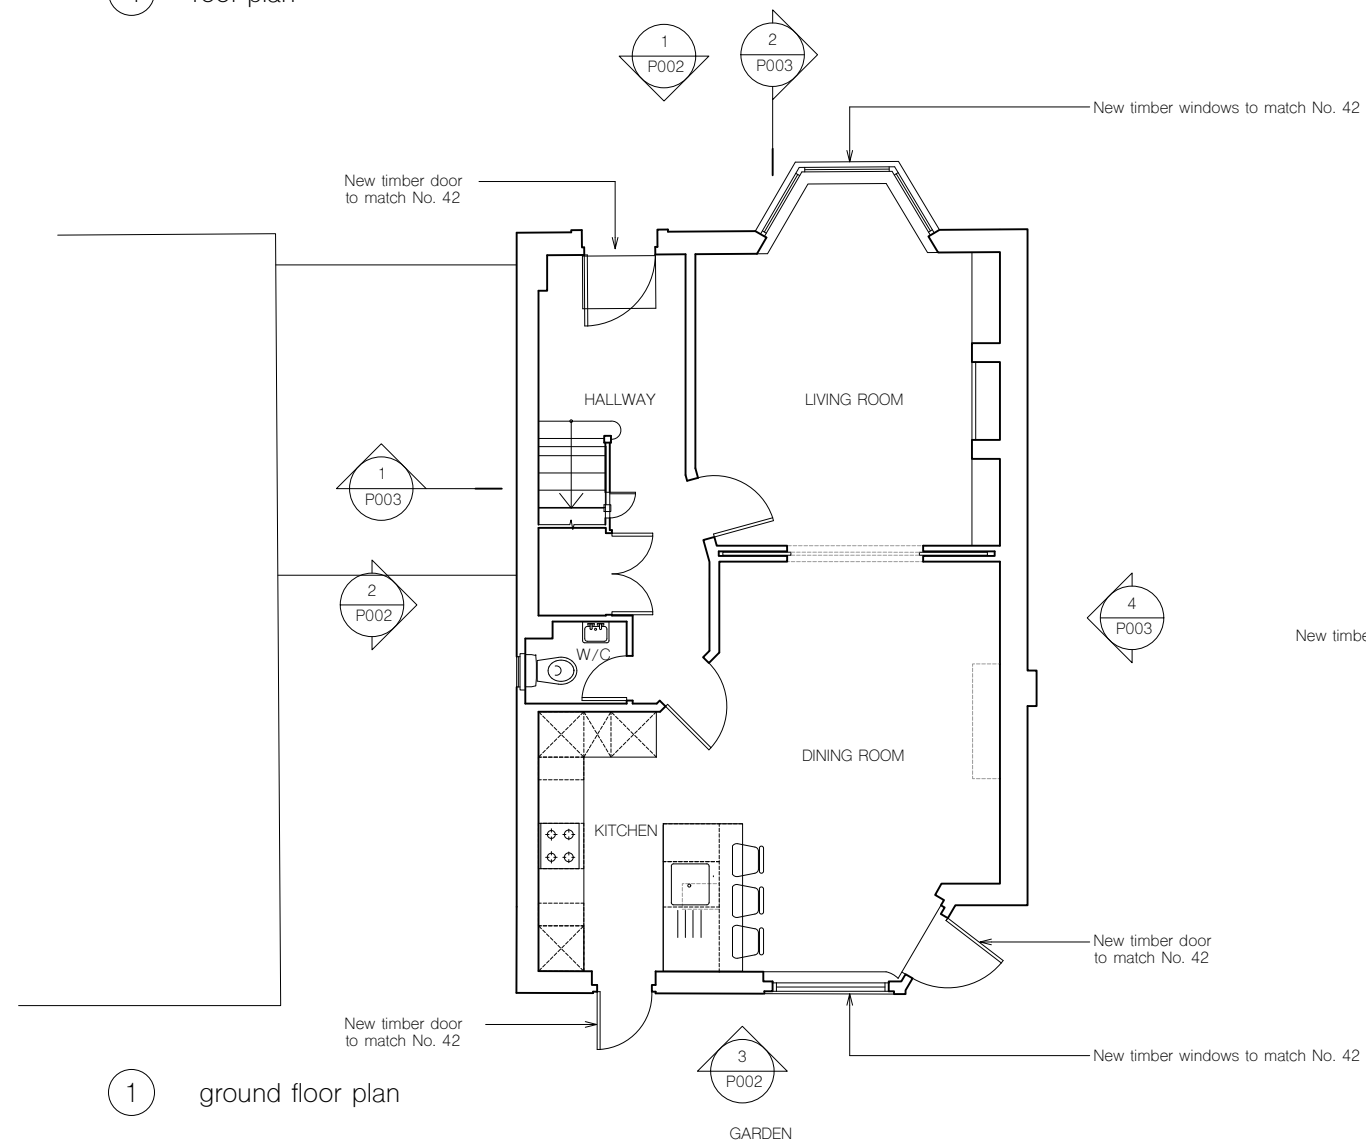 4 roof plan
1
P002
2
P003
New timber windows to match No. 42
New timber door
to match No. 42
HALLWAY
LIVING ROOM
1
P003
2
P002
4
P003
W/C
DINING ROOM
KITCHEN
New timber door
to match No. 42
New timber door
to match No. 42
New timber windows to match No. 42
3
P002
1 ground floor plan
GARDEN